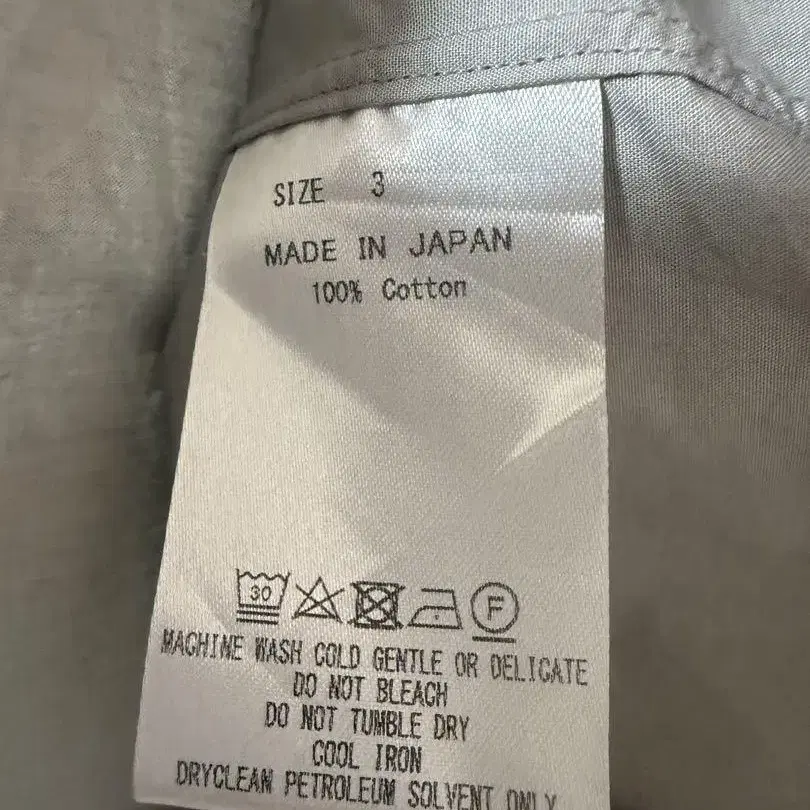 SIZE 3
MADE IN JAPAN
100% Cotton
30 F
MACHINE WASH COLD GENTLE OR DELICATE
DO NOT BLEACH
DO NOT TUMBLE DRY
COOL IRON
DRYCLEAN PETROLEUM SOLVENT ONLY